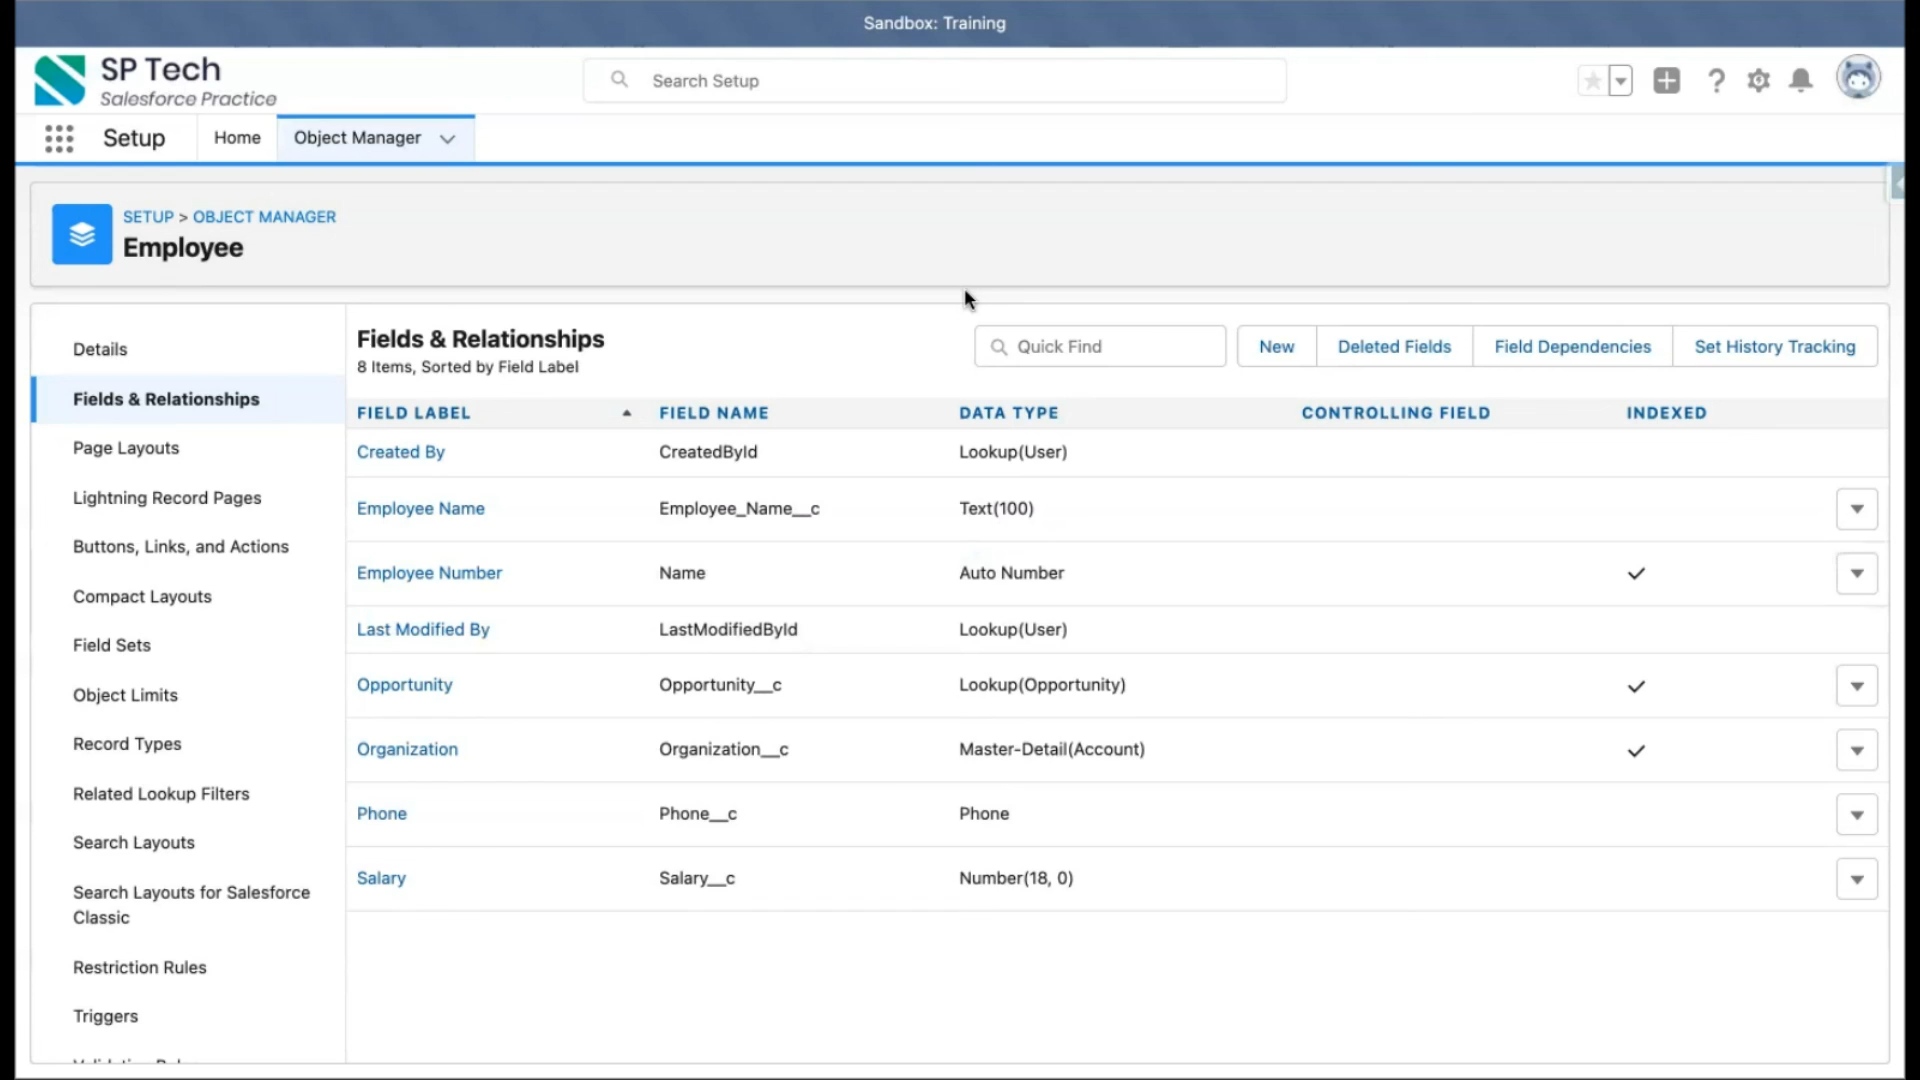 Sandbox: Training
SP Tech
Salesforce Practice
Search Setup
Setup
Home
Object Manager
SETUP > OBJECT MANAGER
Employee
Details
Fields & Relationships
Page Layouts
Lightning Record Pages
Buttons, Links, and Actions
Compact Layouts
Field Sets
Object Limits
Record Types
Related Lookup Filters
Search Layouts
Search Layouts for Salesforce
Classic
Restriction Rules
Triggers
Fields & Relationships
8 Items, Sorted by Field Label
Quick Find
New
Deleted Fields
Field Dependencies
Set History Tracking
FIELD LABEL FIELD NAME DATA TYPE CONTROLLING FIELD INDEXED
Created By CreatedById Lookup(User)
Employee Name Employee_Name__c Text(100)
Employee Number Name Auto Number
Last Modified By LastModifiedById Lookup(User)
Opportunity Opportunity__c Lookup(Opportunity)
Organization Organization__c Master-Detail(Account)
Phone Phone__c Phone
Salary Salary__c Number(18, 0)